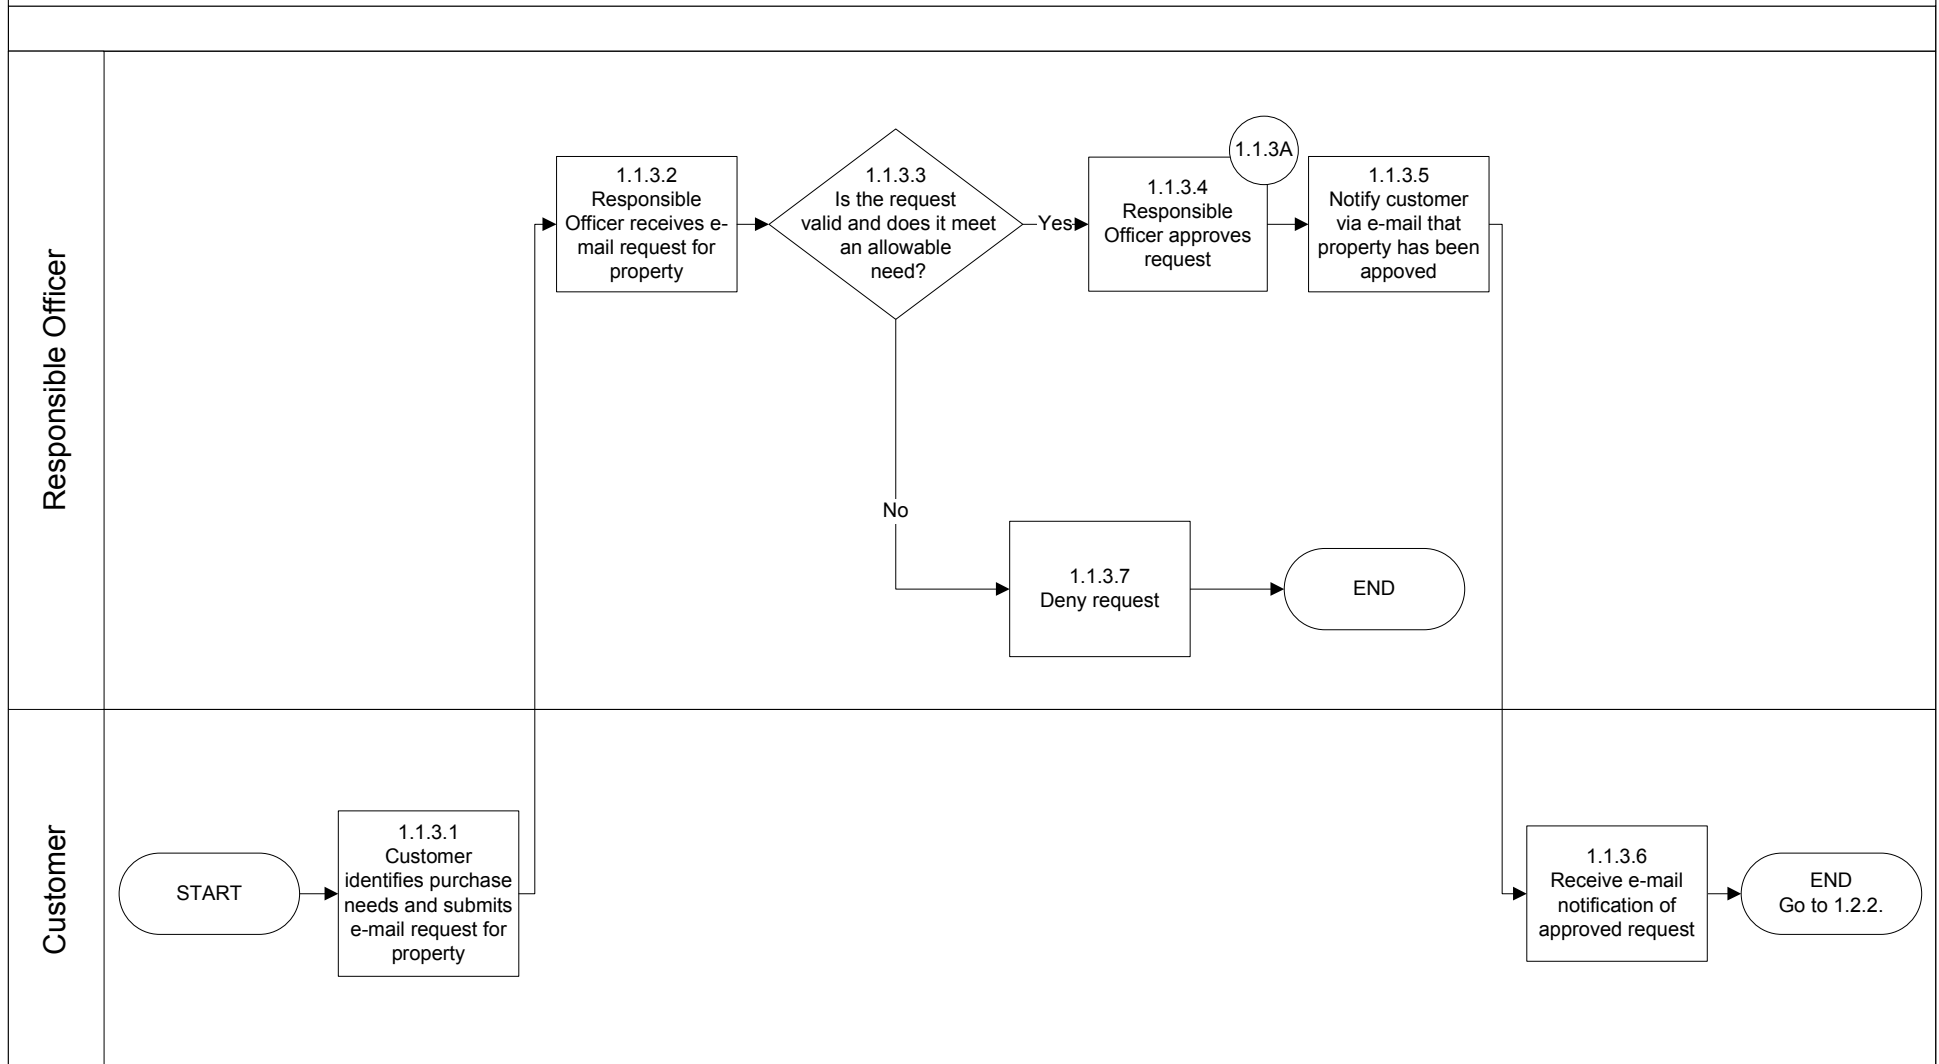 Responsible Officer
1.1.3.2
Responsible
Officer receives e-
mail request for
property
1.1.3.3
Is the request
valid and does it meet
an allowable
need?
Yes
1.1.3A
1.1.3.4
Responsible
Officer approves
request
1.1.3.5
Notify customer
via e-mail that
property has been
appoved
No
1.1.3.7
Deny request
END
Customer
START
1.1.3.1
Customer
identifies purchase
needs and submits
e-mail request for
property
1.1.3.6
Receive e-mail
notification of
approved request
END
Go to 1.2.2.